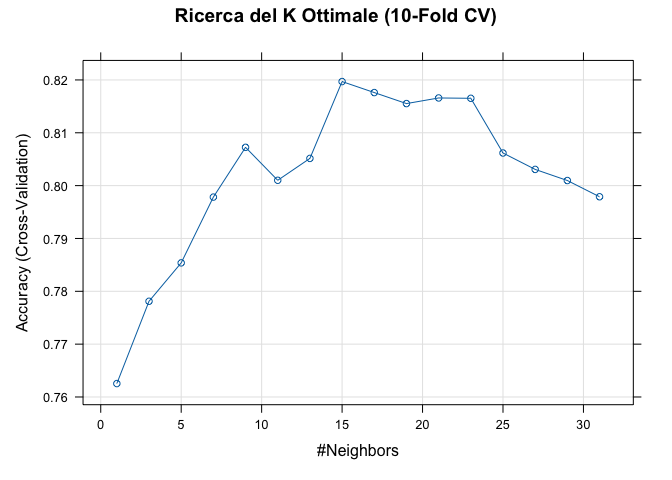 Ricerca del K Ottimale (10-Fold CV)
Accuracy (Cross-Validation)
0.82
0.81
0.80
0.79
0.78
0.77
0.76
0 5 10 15 20 25 30
#Neighbors